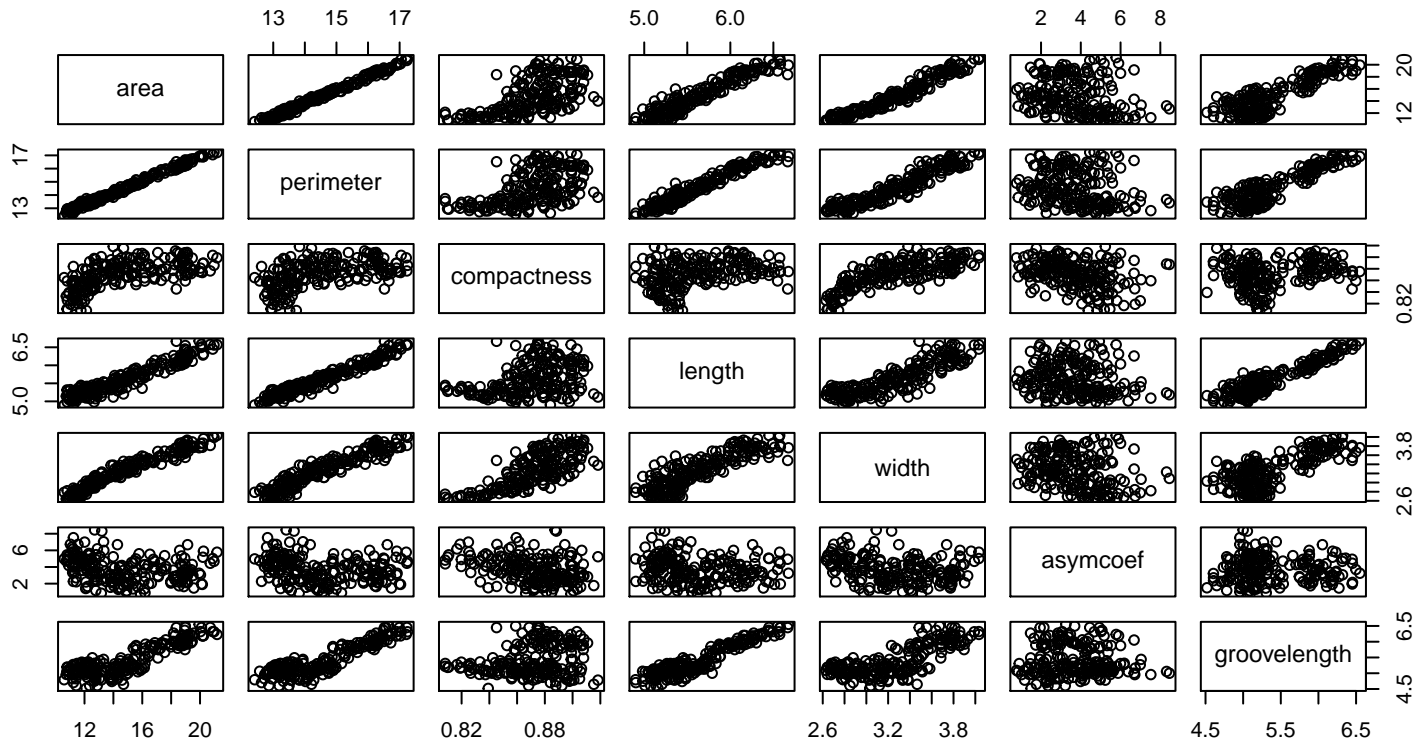 13 15 17 5.0 6.0 2 4 6 8
area 12 20
13 17 perimeter
compactness 0.82
5.0 6.5 length
width 2.6 3.8
2 6 asymcoef
groovelength 4.5 6.5
12 16 20 0.82 0.88 2.6 3.2 3.8 4.5 5.5 6.5